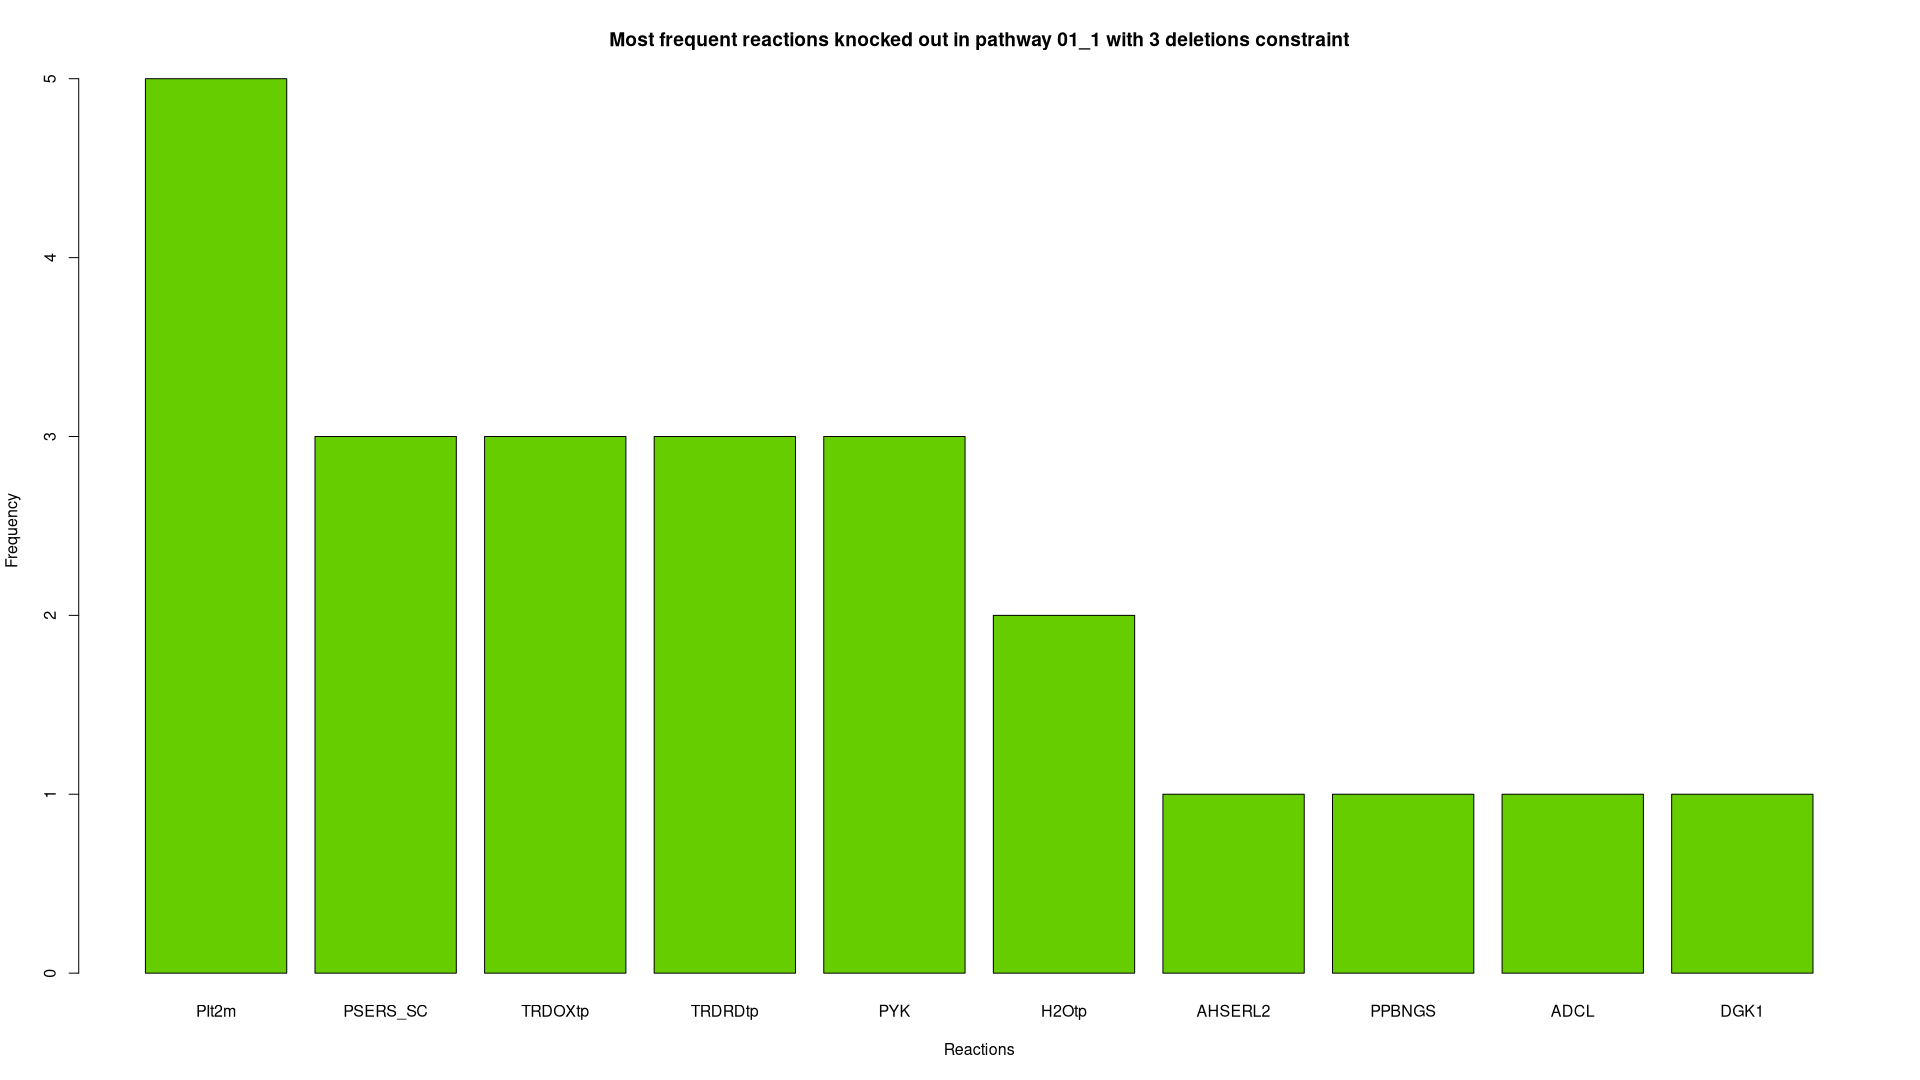 Most frequent reactions knocked out in pathway 01_1 with 3 deletions constraint
5
4
3
2
1
0
Frequency
PIt2m PSERS_SC TRDOXtp TRDRDtp PYK H2Otp AHSERL2 PPBNGS ADCL DGK1
Reactions